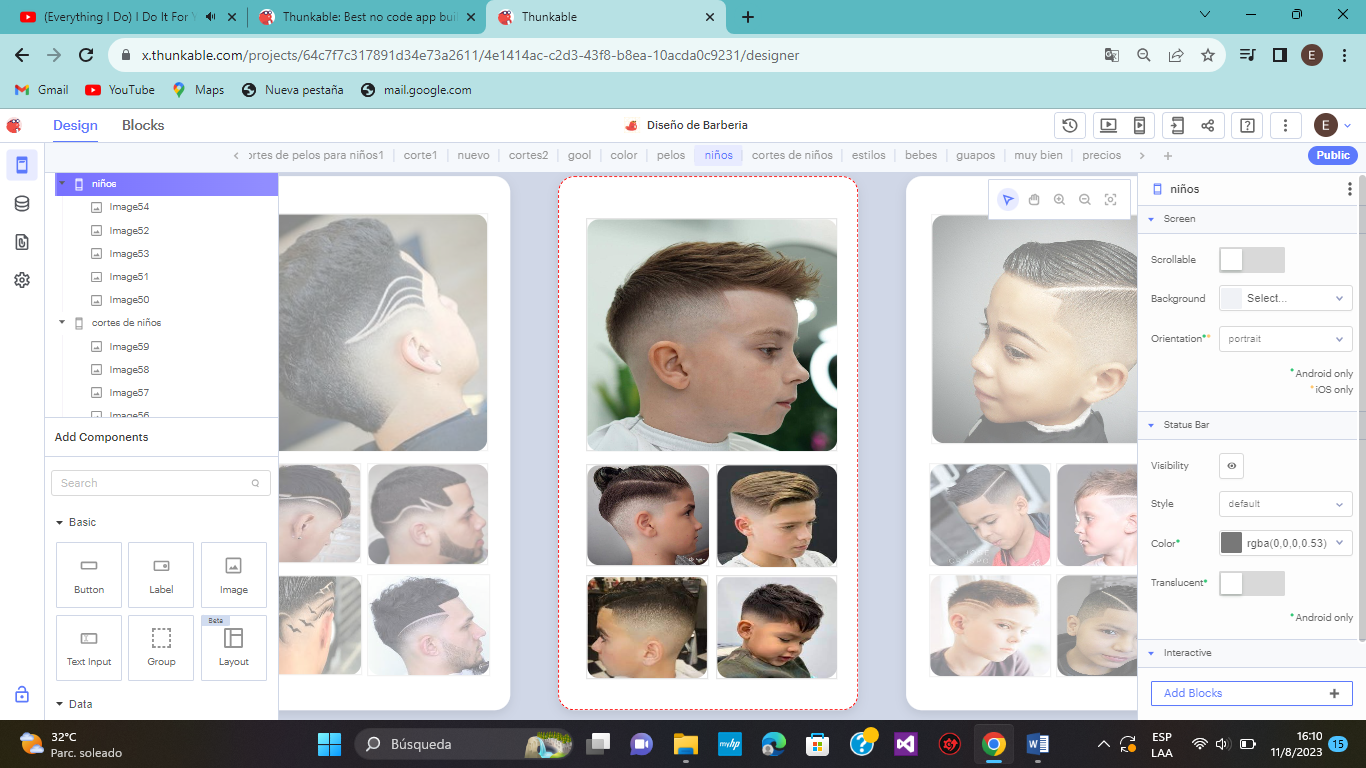 (Everything I Do) I Do It For Y
Thunkable: Best no code app buil
Thunkable
x.thunkable.com/projects/64c7f7c317891d34e73a2611/4e1414ac-c2d3-43f8-b8ea-10acda0c9231/designer
E
Gmail
YouTube
Maps
Nueva pestaña
mail.google.com
Design
Blocks
Diseño de Barberia
E
ortes de pelos para niños1
corte1
nuevo
cortes2
gool
color
pelos
niños
cortes de niños
estilos
bebes
guapos
muy bien
precios
Public
niños
Image54
Image52
Image53
Image51
Image50
cortes de niños
Image59
Image58
Image57
Image56
Add Components
Search
Basic
Button
Label
Image
Text Input
Group
Beta
Layout
Data
niños
Screen
Scrollable
Background
Select...
Orientation**
portrait
*Android only
*iOS only
Status Bar
Visibility
Style
default
Color*
rgba(0,0,0,0.53)
Translucent*
*Android only
Interactive
Add Blocks
32°C
Parc. soleado
Búsqueda
myhp
ESP
LAA
16:10
11/8/2023
15